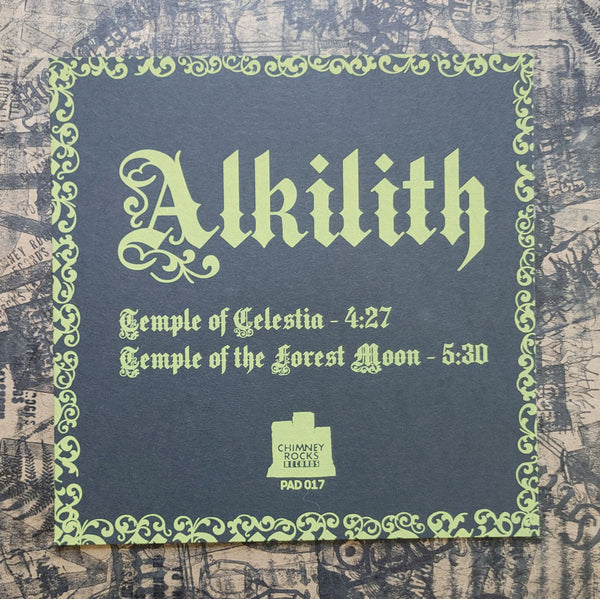 Alkilith
Temple of Celestia - 4:27
Temple of the Forest Moon - 5:30
CHIMNEY
ROCKS
RECORDS
PAD 017